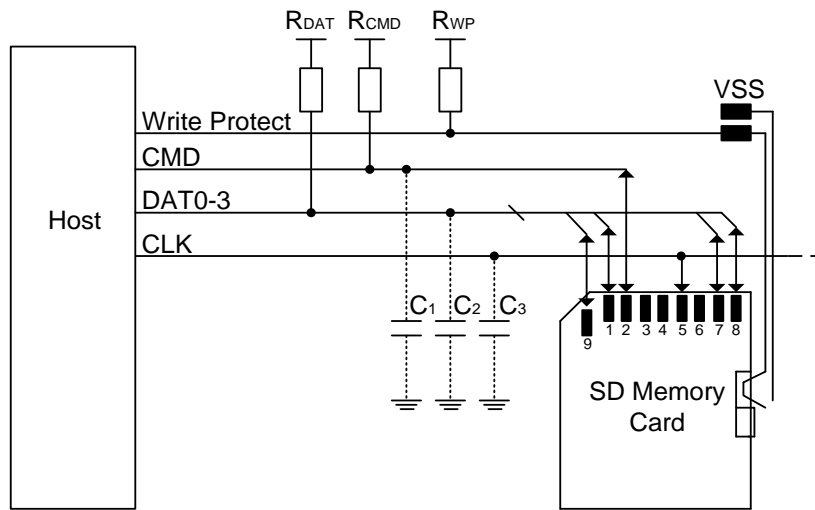 RDAT RCMD RWP
VSS
Write Protect
CMD
DAT0-3
Host
CLK
C1 C2 C3
9 1 2 3 4 5 6 7 8
SD Memory
Card